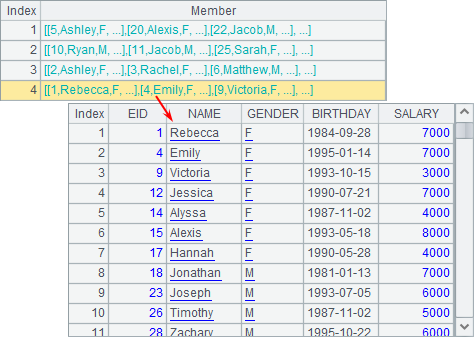 Index Member
1 [[5,Ashley,F, ...],[20,Alexis,F, ...],[22,Jacob,M, ...], ...]
2 [[10,Ryan,M, ...],[11,Jacob,M, ...],[25,Sarah,F, ...], ...]
3 [[2,Ashley,F, ...],[3,Rachel,F, ...],[6,Matthew,M, ...], ...]
4 [[1,Rebecca,F, ...],[4,Emily,F, ...],[9,Victoria,F, ...], ...]
Index EID NAME GENDER BIRTHDAY SALARY
1 1 Rebecca F 1984-09-28 7000
2 4 Emily F 1995-01-14 7000
3 9 Victoria F 1993-10-15 3000
4 12 Jessica F 1990-07-21 7000
5 14 Alyssa F 1987-11-02 4000
6 15 Alexis F 1993-05-18 8000
7 17 Hannah F 1990-05-28 4000
8 18 Jonathan M 1981-01-13 7000
9 23 Joseph M 1993-07-05 6000
10 26 Timothy M 1987-11-02 5000
11 28 Zachary M 1995-10-22 6000